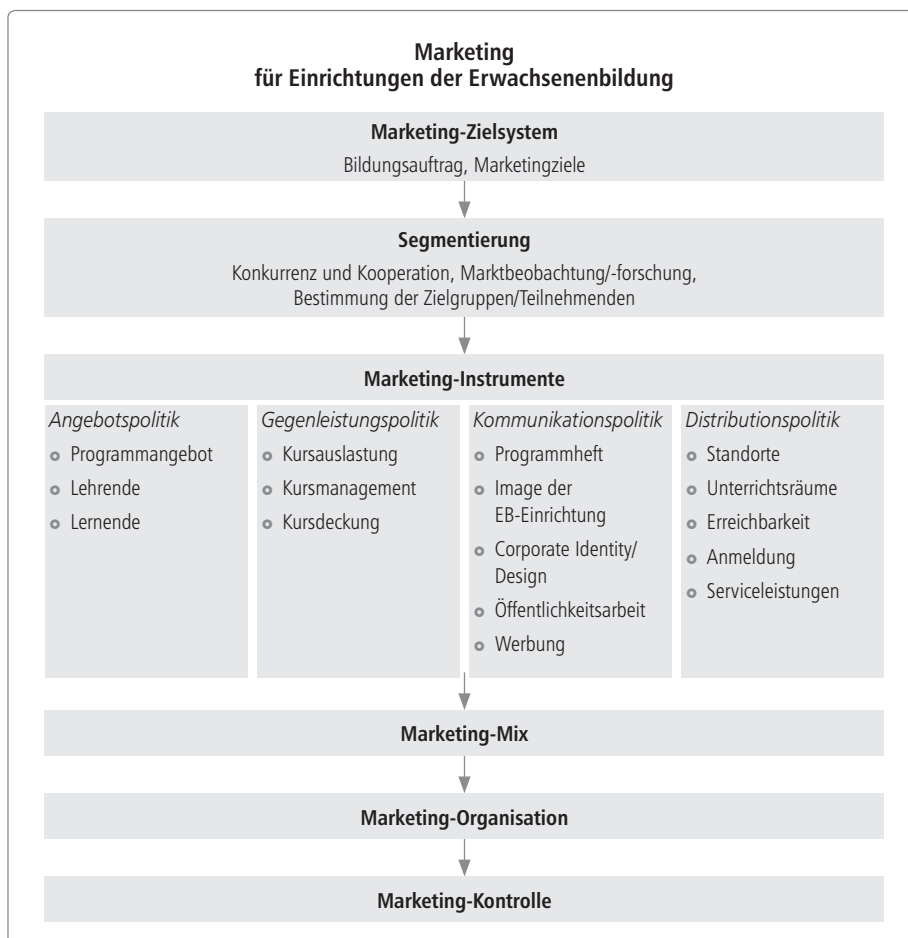 Marketing
für Einrichtungen der Erwachsenenbildung
Marketing-Zielsystem
Bildungsauftrag, Marketingziele
Segmentierung
Konkurrenz und Kooperation, Marktbeobachtung/-forschung,
Bestimmung der Zielgruppen/Teilnehmenden
Marketing-Instrumente
Angebotspolitik
Programmangebot
Lehrende
Lernende
Gegenleistungspolitik
Kursauslastung
Kursmanagement
Kursdeckung
Kommunikationspolitik
Programmheft
Image der
EB-Einrichtung
Corporate Identity/
Design
Öffentlichkeitsarbeit
Werbung
Distributionspolitik
Standorte
Unterrichtsräume
Erreichbarkeit
Anmeldung
Serviceleistungen
Marketing-Mix
Marketing-Organisation
Marketing-Kontrolle